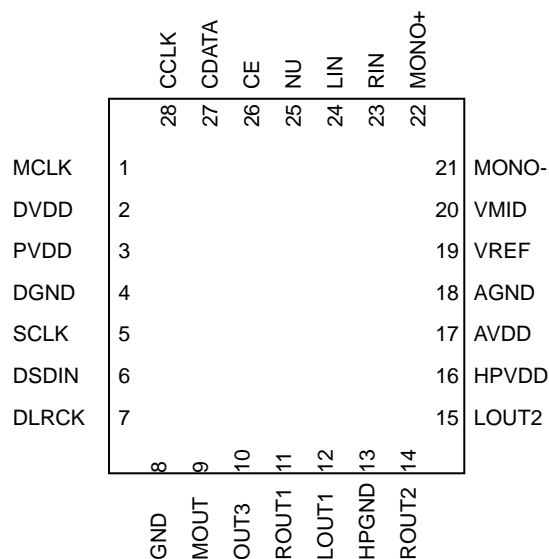 CCLK CDATA CE NU LIN RIN MONO+
28 27 26 25 24 23 22
MCLK 1 21 MONO-
DVDD 2 20 VMID
PVDD 3 19 VREF
DGND 4 18 AGND
SCLK 5 17 AVDD
DSDIN 6 16 HPVDD
DLRCK 7 15 LOUT2
8 9 10 11 12 13 14
GND MOUT OUT3 ROUT1 LOUT1 HPGND ROUT2